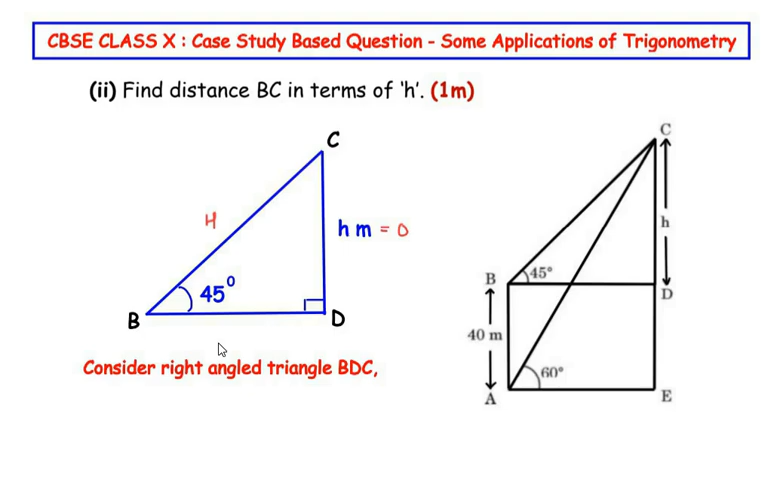 CBSE CLASS X : Case Study Based Question - Some Applications of Trigonometry
(ii) Find distance BC in terms of 'h'. (1m)
C
H
h m = O
45⁰
B
D
Consider right angled triangle BDC,
C
h
45°
B
D
40 m
60°
A
E